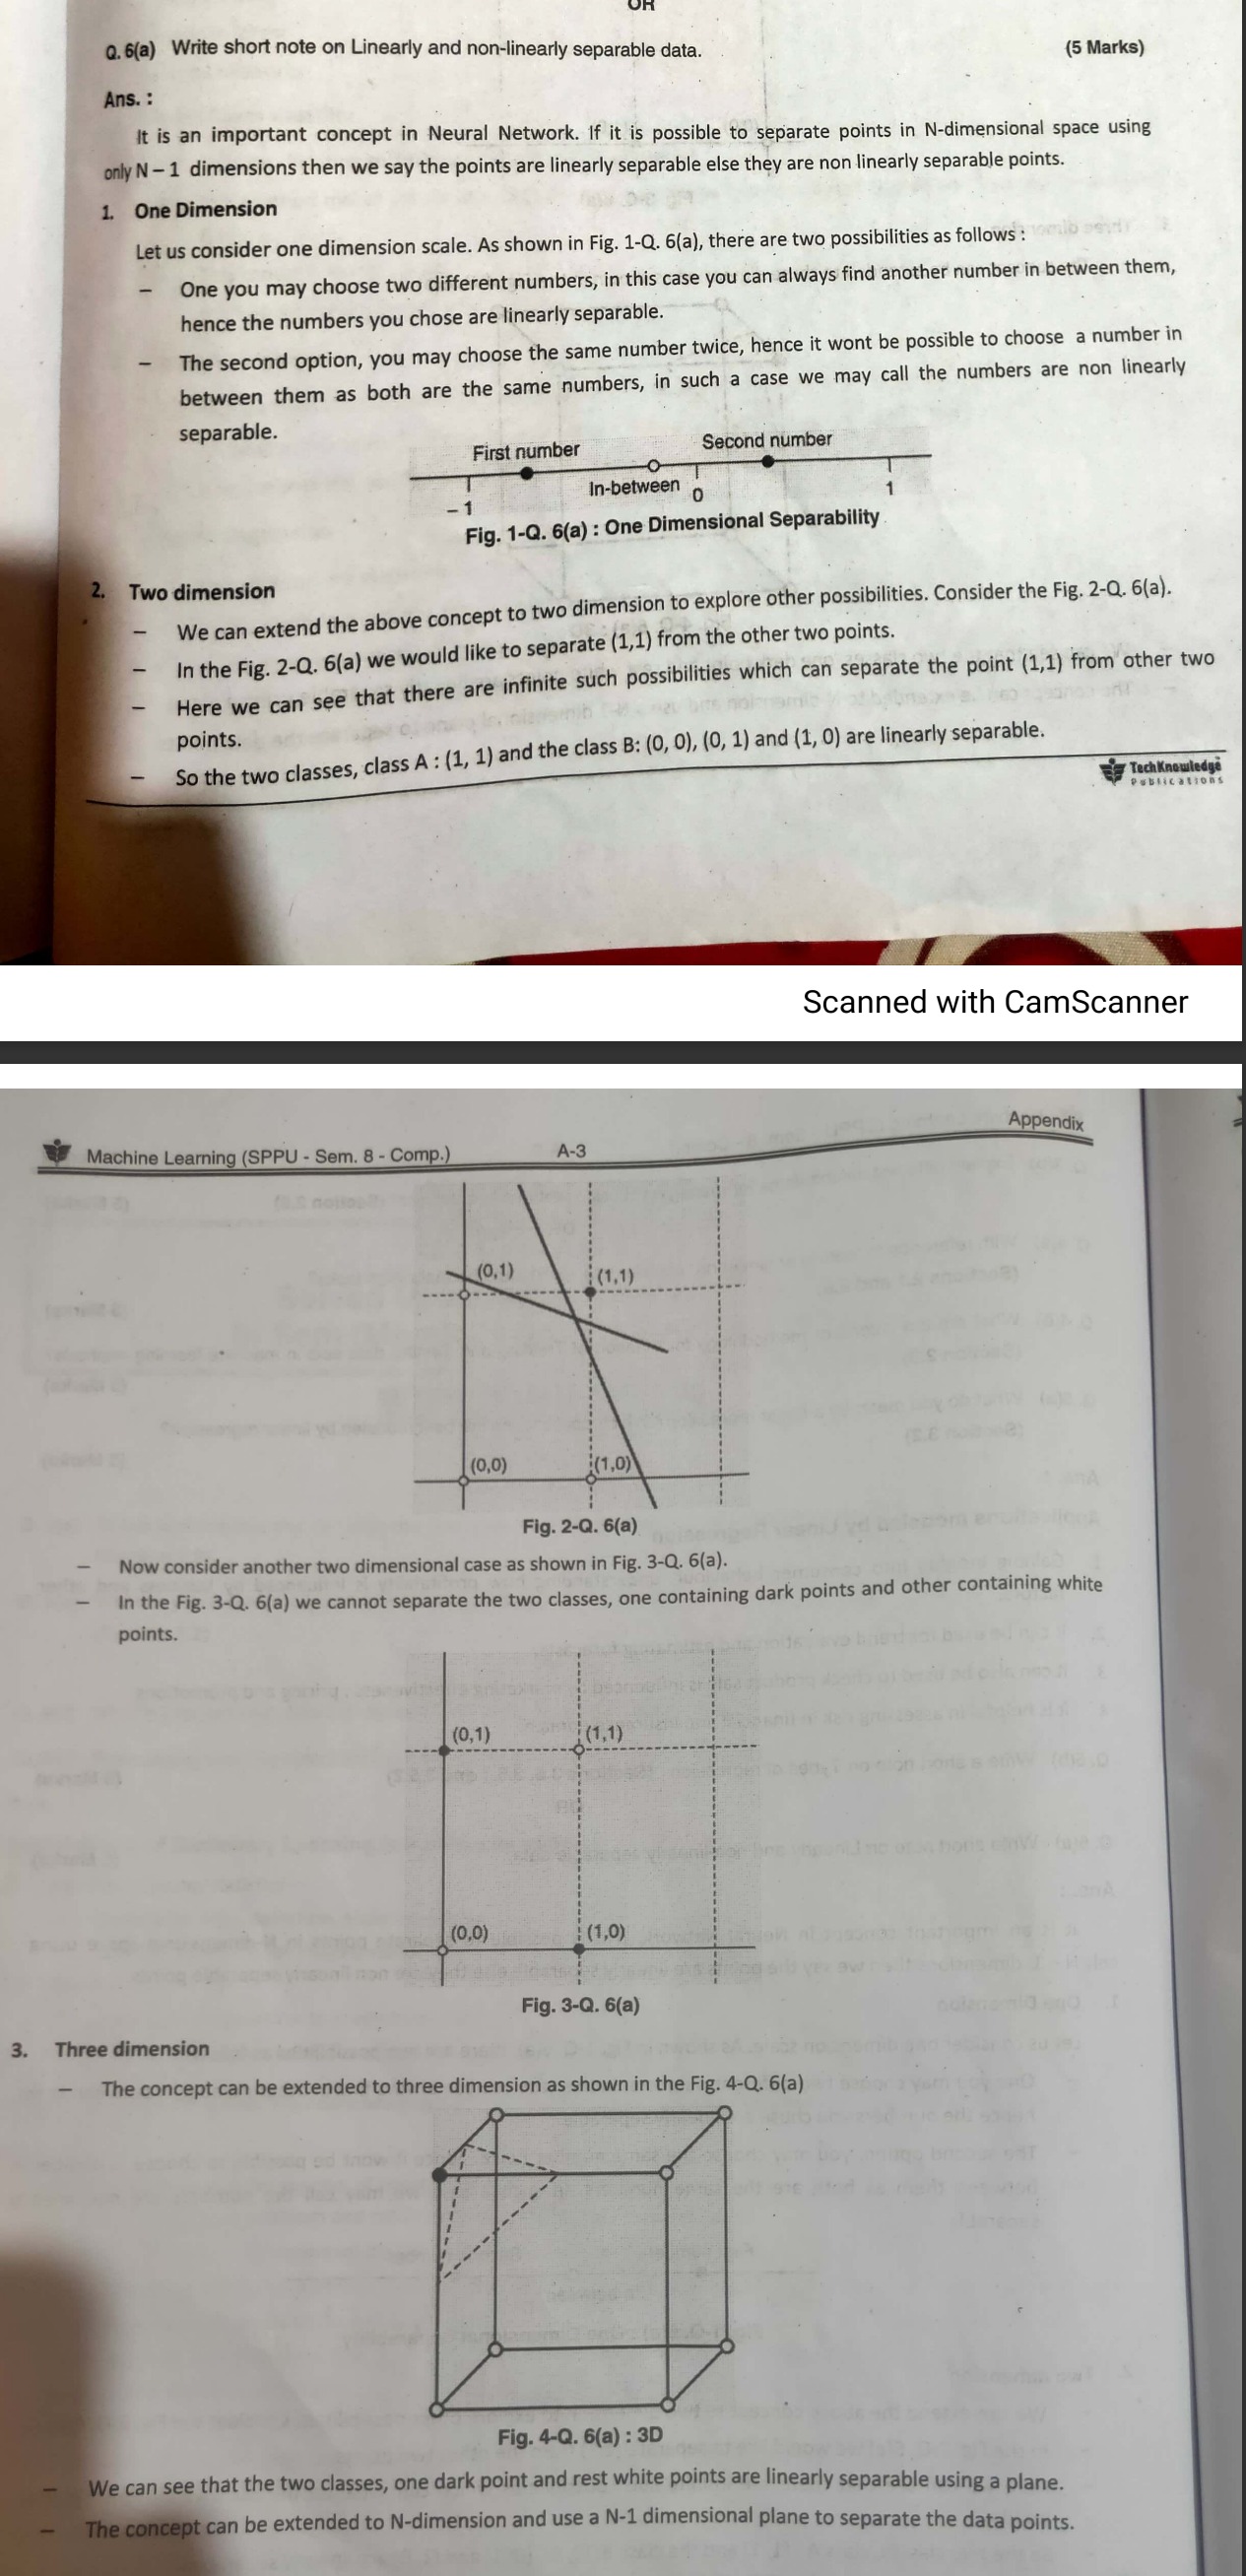 OR
Q. 6(a) Write short note on Linearly and non-linearly separable data. (5 Marks)
Ans. :
It is an important concept in Neural Network. If it is possible to separate points in N-dimensional space using
only N – 1 dimensions then we say the points are linearly separable else they are non linearly separable points.
1. One Dimension
Let us consider one dimension scale. As shown in Fig. 1-Q. 6(a), there are two possibilities as follows :
– One you may choose two different numbers, in this case you can always find another number in between them,
hence the numbers you chose are linearly separable.
– The second option, you may choose the same number twice, hence it wont be possible to choose a number in
between them as both are the same numbers, in such a case we may call the numbers are non linearly
separable.
First number Second number
In-between
– 1 0 1
Fig. 1-Q. 6(a) : One Dimensional Separability
2. Two dimension
– We can extend the above concept to two dimension to explore other possibilities. Consider the Fig. 2-Q. 6(a).
– In the Fig. 2-Q. 6(a) we would like to separate (1,1) from the other two points.
– Here we can see that there are infinite such possibilities which can separate the point (1,1) from other two
points.
– So the two classes, class A : (1, 1) and the class B: (0, 0), (0, 1) and (1, 0) are linearly separable.
TechKnowledge
Publications
Scanned with CamScanner
Machine Learning (SPPU - Sem. 8 - Comp.) A-3 Appendix
(0,1) (1,1)
(0,0) (1,0)
Fig. 2-Q. 6(a)
– Now consider another two dimensional case as shown in Fig. 3-Q. 6(a).
– In the Fig. 3-Q. 6(a) we cannot separate the two classes, one containing dark points and other containing white
points.
(0,1) (1,1)
(0,0) (1,0)
Fig. 3-Q. 6(a)
3. Three dimension
– The concept can be extended to three dimension as shown in the Fig. 4-Q. 6(a)
Fig. 4-Q. 6(a) : 3D
– We can see that the two classes, one dark point and rest white points are linearly separable using a plane.
– The concept can be extended to N-dimension and use a N-1 dimensional plane to separate the data points.